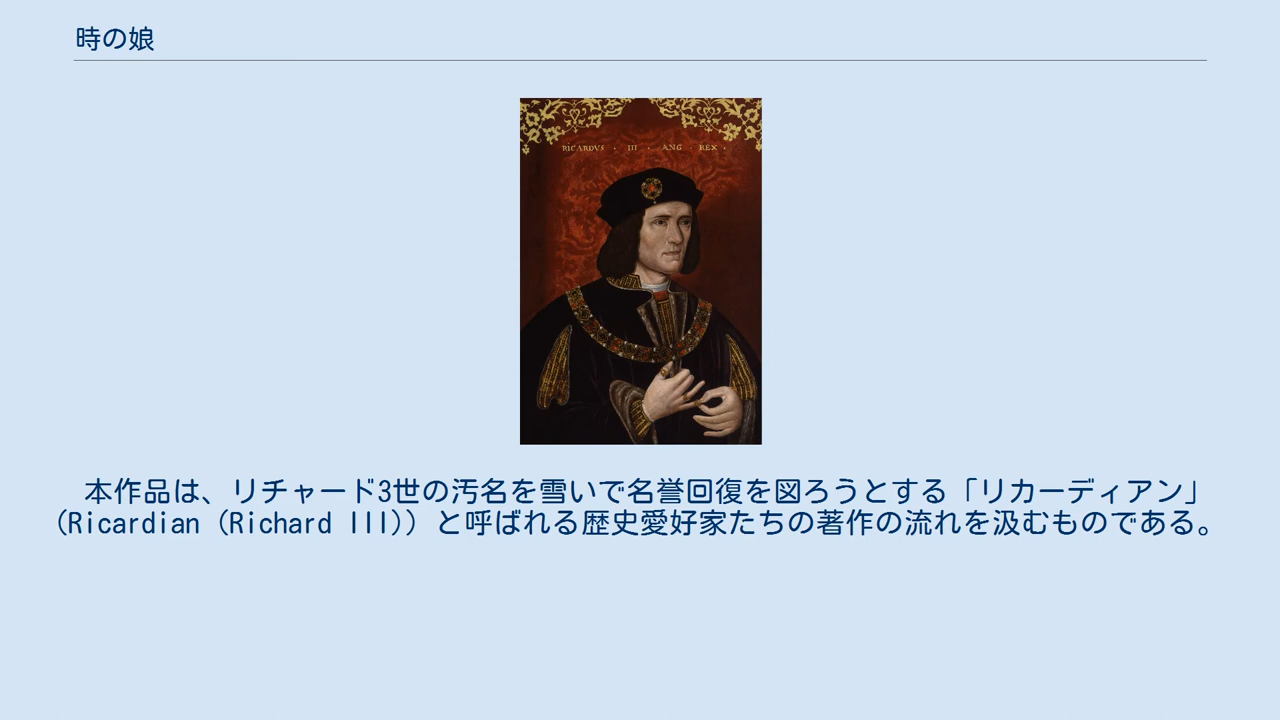 時の娘
RICARDVS · III · ANG · REX ·
本作品は、リチャード3世の汚名を雪いで名誉回復を図ろうとする「リカーディアン」
(Ricardian (Richard III)) と呼ばれる歴史愛好家たちの著作の流れを汲むものである。